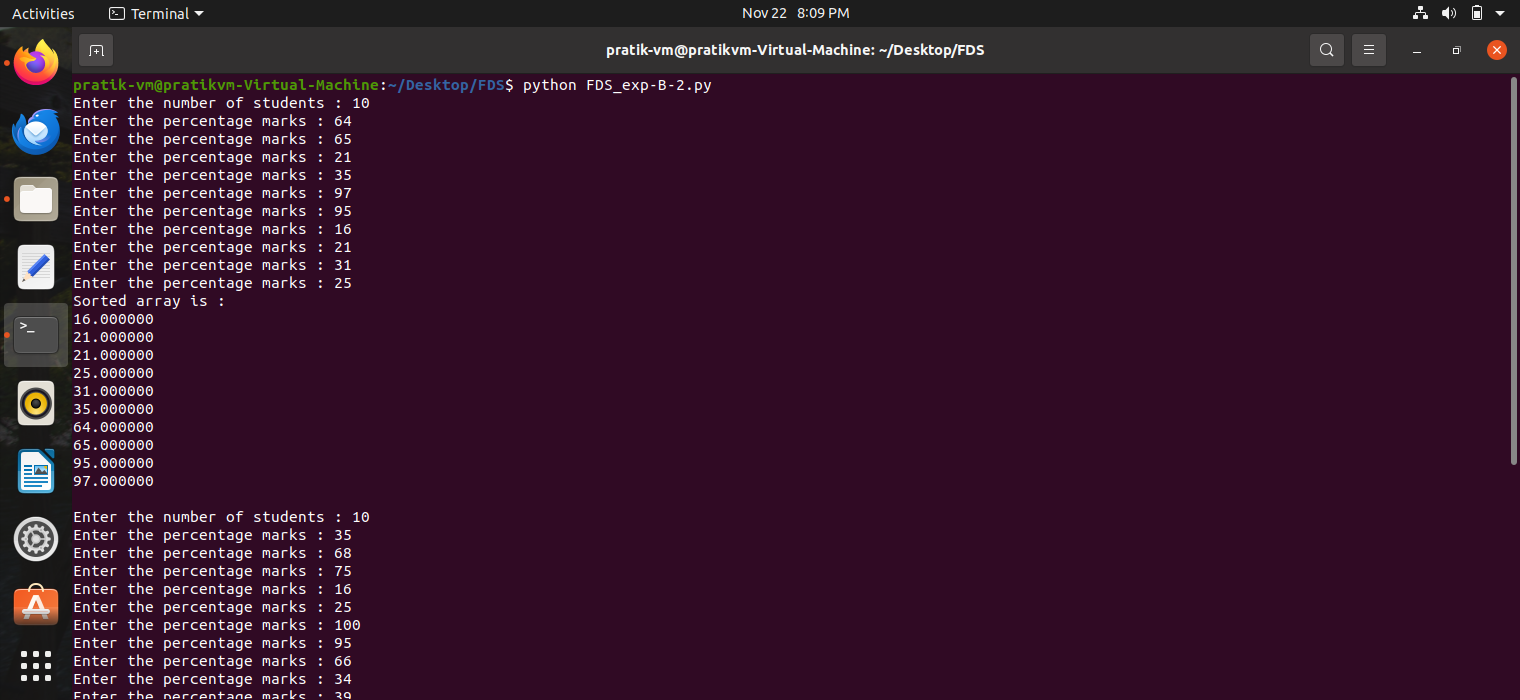 Activities Terminal Nov 22 8:09 PM
pratik-vm@pratikvm-Virtual-Machine: ~/Desktop/FDS
pratik-vm@pratikvm-Virtual-Machine:~/Desktop/FDS$ python FDS_exp-B-2.py
Enter the number of students : 10
Enter the percentage marks : 64
Enter the percentage marks : 65
Enter the percentage marks : 21
Enter the percentage marks : 35
Enter the percentage marks : 97
Enter the percentage marks : 95
Enter the percentage marks : 16
Enter the percentage marks : 21
Enter the percentage marks : 31
Enter the percentage marks : 25
Sorted array is :
16.000000
21.000000
21.000000
25.000000
31.000000
35.000000
64.000000
65.000000
95.000000
97.000000
Enter the number of students : 10
Enter the percentage marks : 35
Enter the percentage marks : 68
Enter the percentage marks : 75
Enter the percentage marks : 16
Enter the percentage marks : 25
Enter the percentage marks : 100
Enter the percentage marks : 95
Enter the percentage marks : 66
Enter the percentage marks : 34
Enter the percentage marks : 39